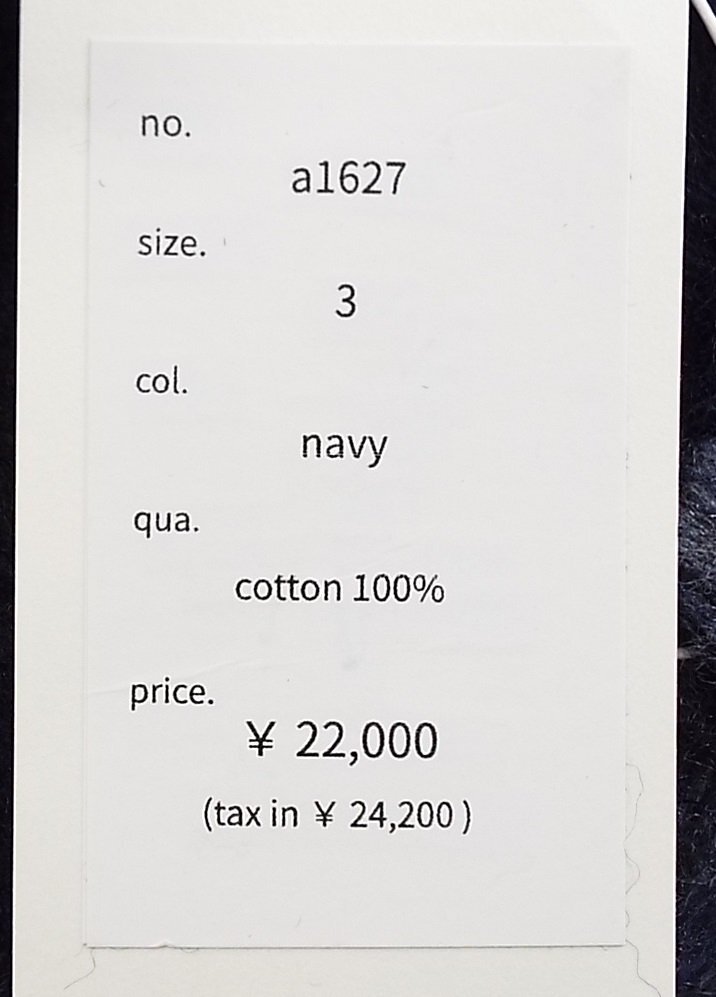 no.
a1627
size.
3
col.
navy
qua.
cotton 100%
price.
¥ 22,000
(tax in ¥ 24,200 )